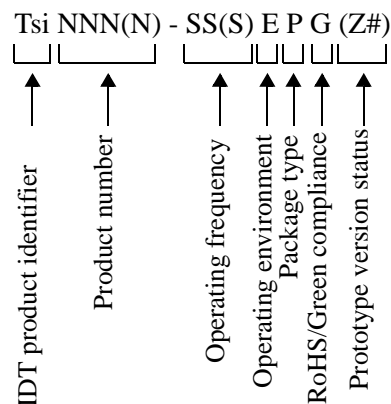 Tsi NNN(N) - SS(S) E P G (Z#)
IDT product identifier
Product number
Operating frequency
Operating environment
Package type
RoHS/Green compliance
Prototype version status